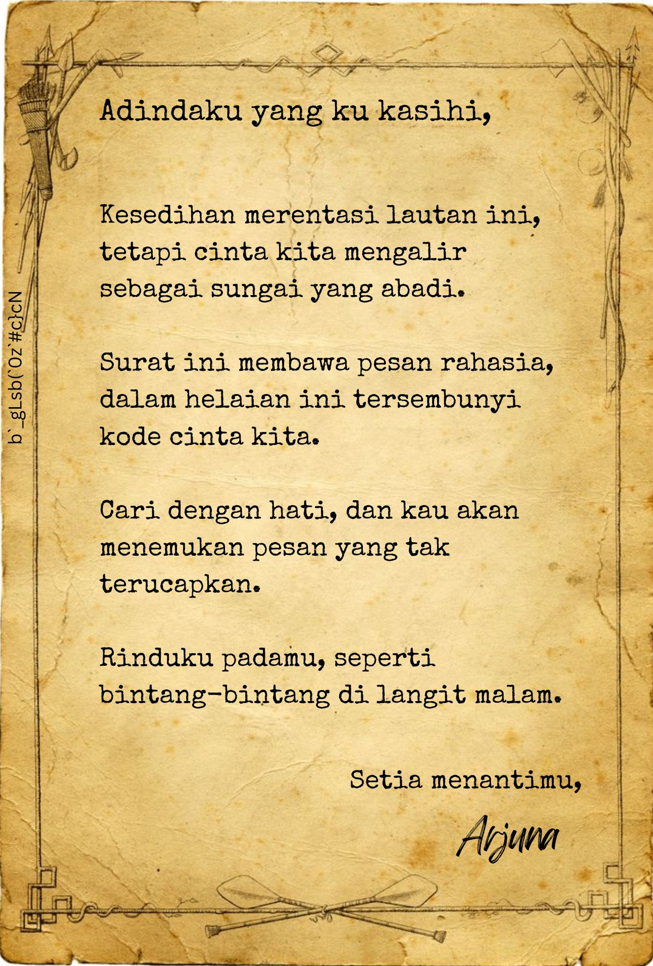 Adindaku yang ku kasihi,
Kesedihan merentasi lautan ini,
tetapi cinta kita mengalir
sebagai sungai yang abadi.
Surat ini membawa pesan rahasia,
dalam helaian ini tersembunyi
kode cinta kita.
Cari dengan hati, dan kau akan
menemukan pesan yang tak
terucapkan.
Rinduku padamu, seperti
bintang-bintang di langit malam.
Setia menantimu,
Arjuna
b`_gLsb(`Oz`#c}cN